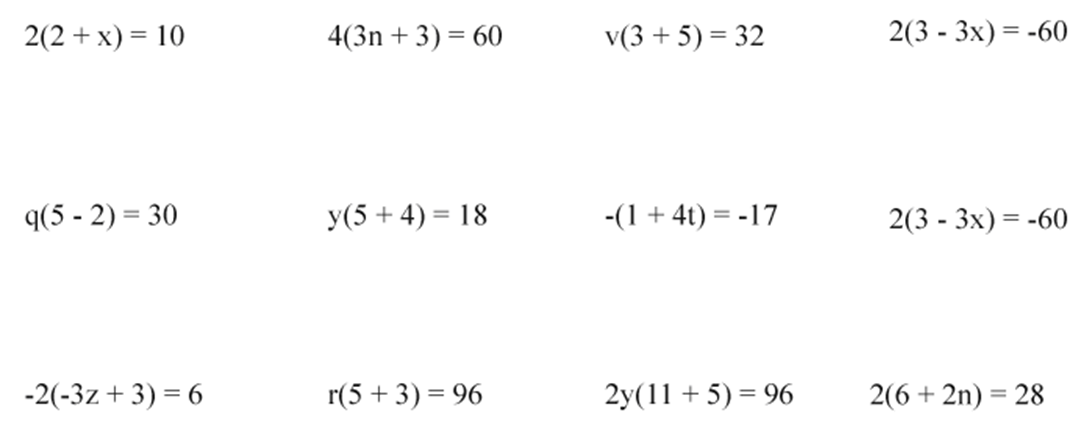 2(2 + x) = 10 4(3n + 3) = 60 v(3 + 5) = 32 2(3 - 3x) = -60
q(5 - 2) = 30 y(5 + 4) = 18 -(1 + 4t) = -17 2(3 - 3x) = -60
-2(-3z + 3) = 6 r(5 + 3) = 96 2y(11 + 5) = 96 2(6 + 2n) = 28